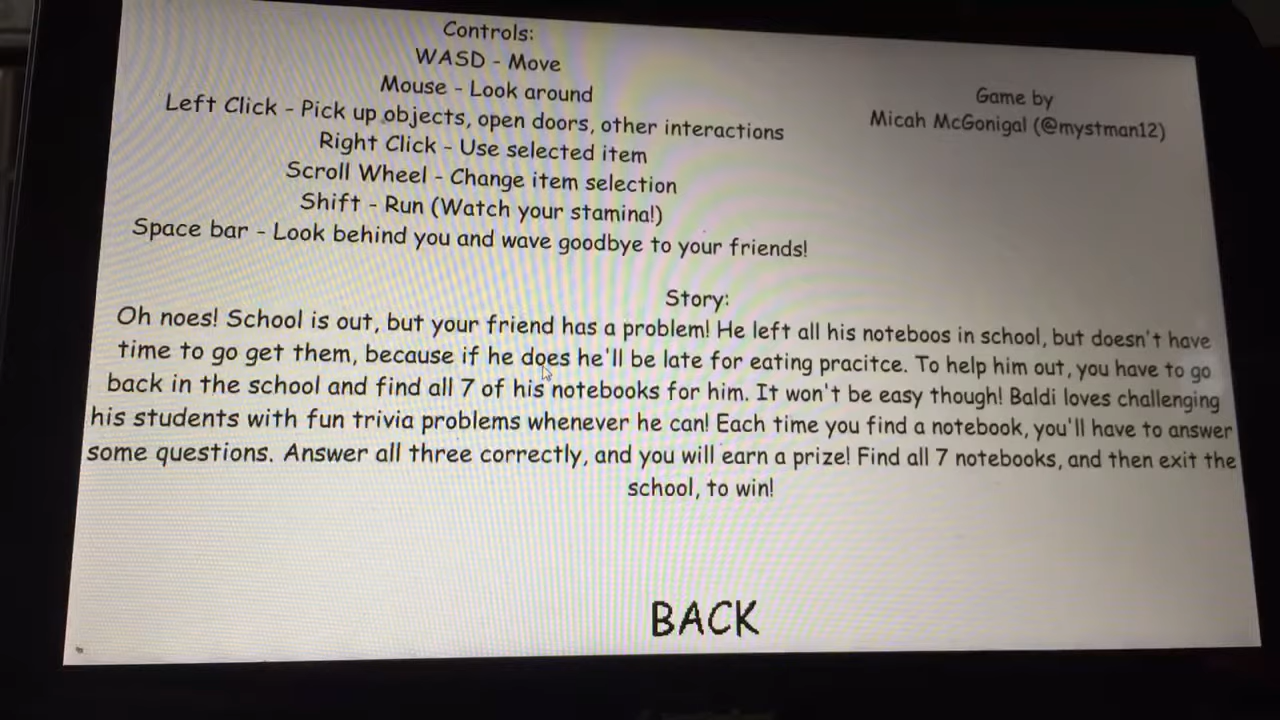 Controls:
WASD - Move
Mouse - Look around
Left Click - Pick up objects, open doors, other interactions
Right Click - Use selected item
Scroll Wheel - Change item selection
Shift - Run (Watch your stamina!)
Space bar - Look behind you and wave goodbye to your friends!
Game by
Micah McGonigal (@mystman12)
Story:
Oh noes! School is out, but your friend has a problem! He left all his noteboos in school, but doesn't have
time to go get them, because if he does he'll be late for eating pracitce. To help him out, you have to go
back in the school and find all 7 of his notebooks for him. It won't be easy though! Baldi loves challenging
his students with fun trivia problems whenever he can! Each time you find a notebook, you'll have to answer
some questions. Answer all three correctly, and you will earn a prize! Find all 7 notebooks, and then exit the
school, to win!
BACK